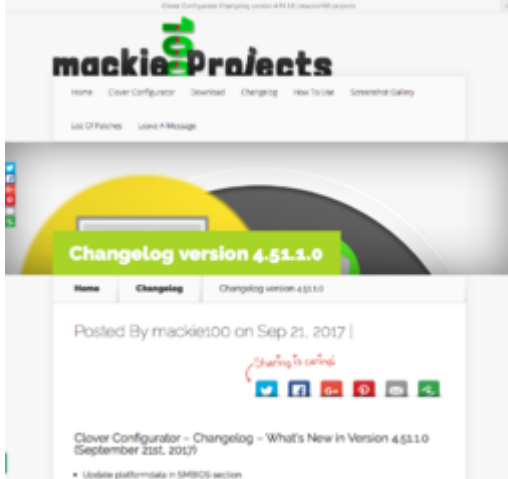 Clover Configurator Changelog version 4.51.1.0 | mackie100 projects
mackie100Projects
Home Clover Configurator Download Changelog How To Use Screenshot Gallery
List Of Patches Leave A Message
Changelog version 4.51.1.0
Home Changelog Changelog version 4.51.1.0
Posted By mackie100 on Sep 21, 2017 |
Sharing is caring!
Clover Configurator – Changelog – What's New in Version 4.51.1.0
(September 21st, 2017)
• Update platformdata in SMBIOS section